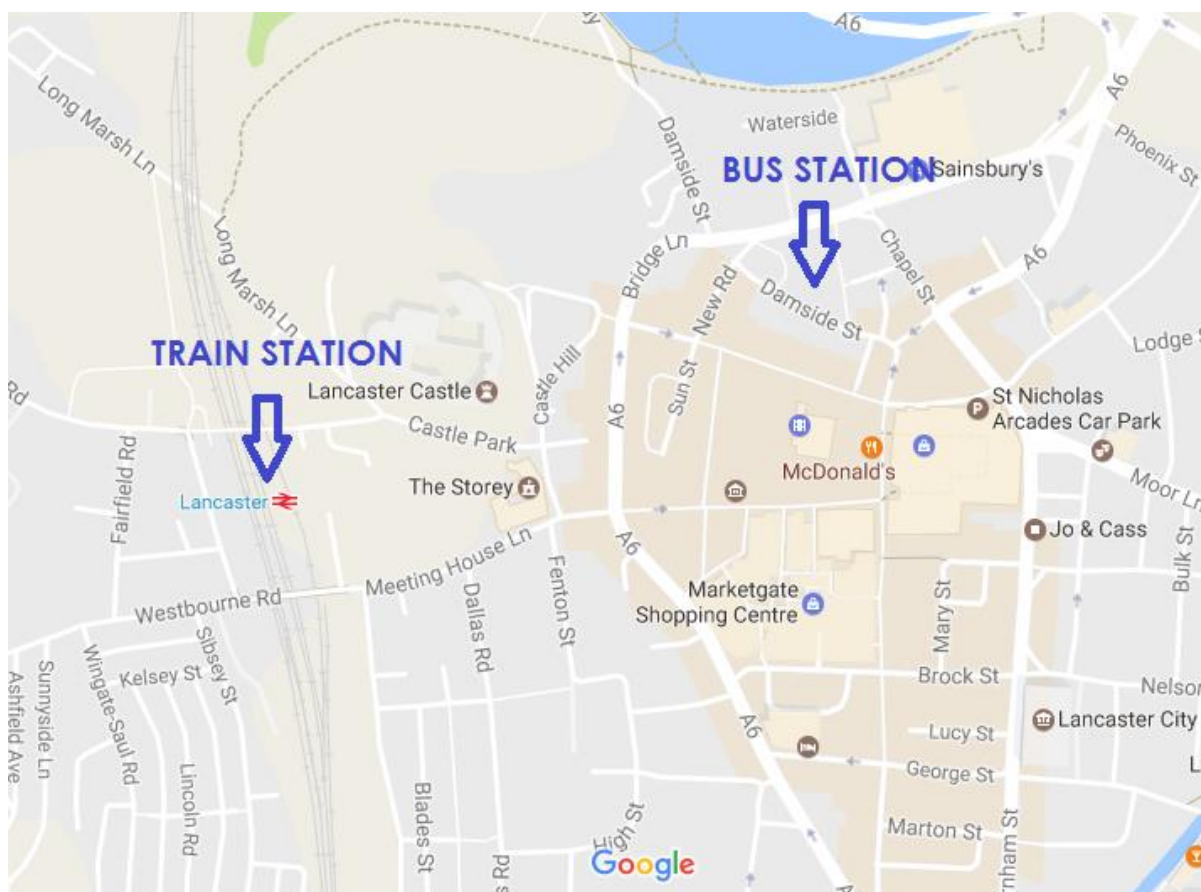 A6
Long Marsh Ln
Damside St
Waterside
A6
Phoenix St
BUS STATION
Sainsbury's
Long Marsh Ln
Bridge Ln
New Rd
Chapel St
A6
Damside St
Lodge
TRAIN STATION
Castle Hill
Sun St
Lancaster Castle
A6
St Nicholas
Arcades Car Park
Rd
Castle Park
McDonald's
Moor Ln
Fairfield Rd
Lancaster
The Storey
A6
Jo & Cass
Meeting House Ln
Fenton St
Bulk St
Westbourne Rd
Dallas Rd
Marketgate
Shopping Centre
Mary St
Sibsey St
Kelsey St
Brock St
Nelson
Ashfield Ave
Sunnyside Ln
Wingate-Saul Rd
A6
Lucy St
Lancaster City
Lincoln Rd
George St
L
Blades St
High St
Marton St
s Rd
nham St
Google